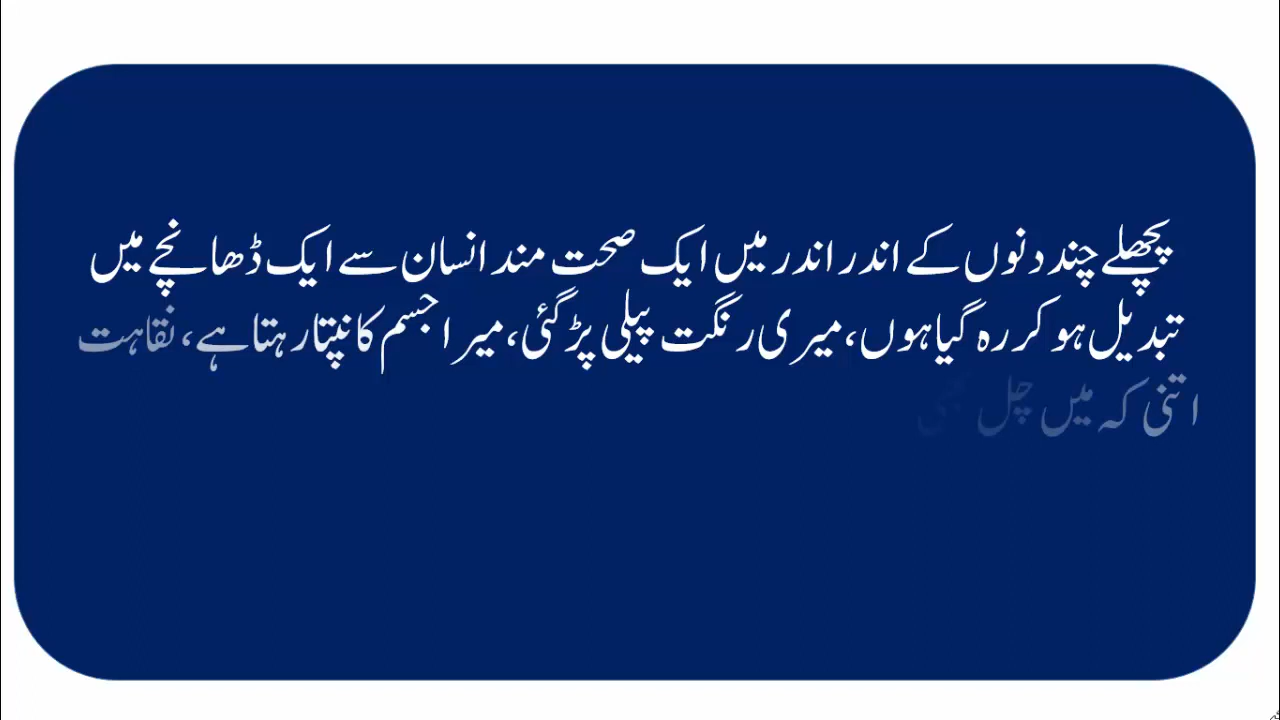 پچھلے چند دنوں کے اندر اندر میں ایک صحت مند انسان سے ایک ڈھانچے میں
تبدیل ہو کر رہ گیا ہوں، میری رنگت پیلی پڑ گئی، میرا جسم کانپتا رہتا ہے، نقاہت
اتنی کہ میں چل بھی